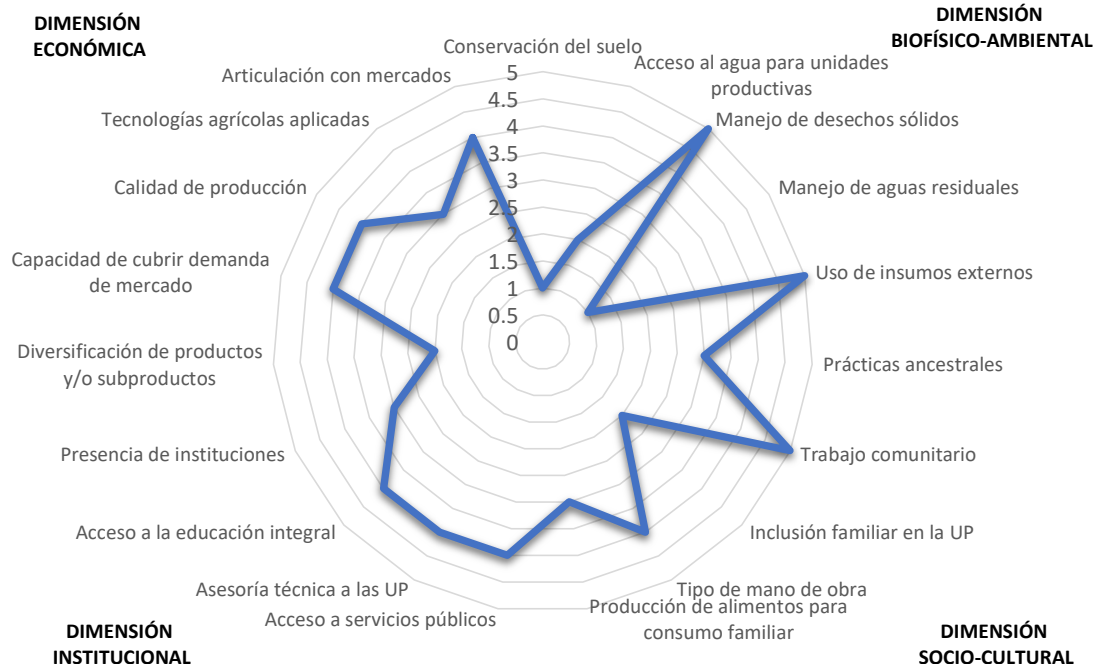 DIMENSIÓN
ECONÓMICA
DIMENSIÓN
BIOFÍSICO-AMBIENTAL
Conservación del suelo
Acceso al agua para unidades
productivas
Manejo de desechos sólidos
Manejo de aguas residuales
Uso de insumos externos
Prácticas ancestrales
Trabajo comunitario
Inclusión familiar en la UP
Tipo de mano de obra
Producción de alimentos para
consumo familiar
Acceso a servicios públicos
Asesoría técnica a las UP
Acceso a la educación integral
Presencia de instituciones
Diversificación de productos
y/o subproductos
Capacidad de cubrir demanda
de mercado
Calidad de producción
Tecnologías agrícolas aplicadas
Articulación con mercados
5
4.5
4
3.5
3
2.5
2
1.5
1
0.5
0
DIMENSIÓN
INSTITUCIONAL
DIMENSIÓN
SOCIO-CULTURAL